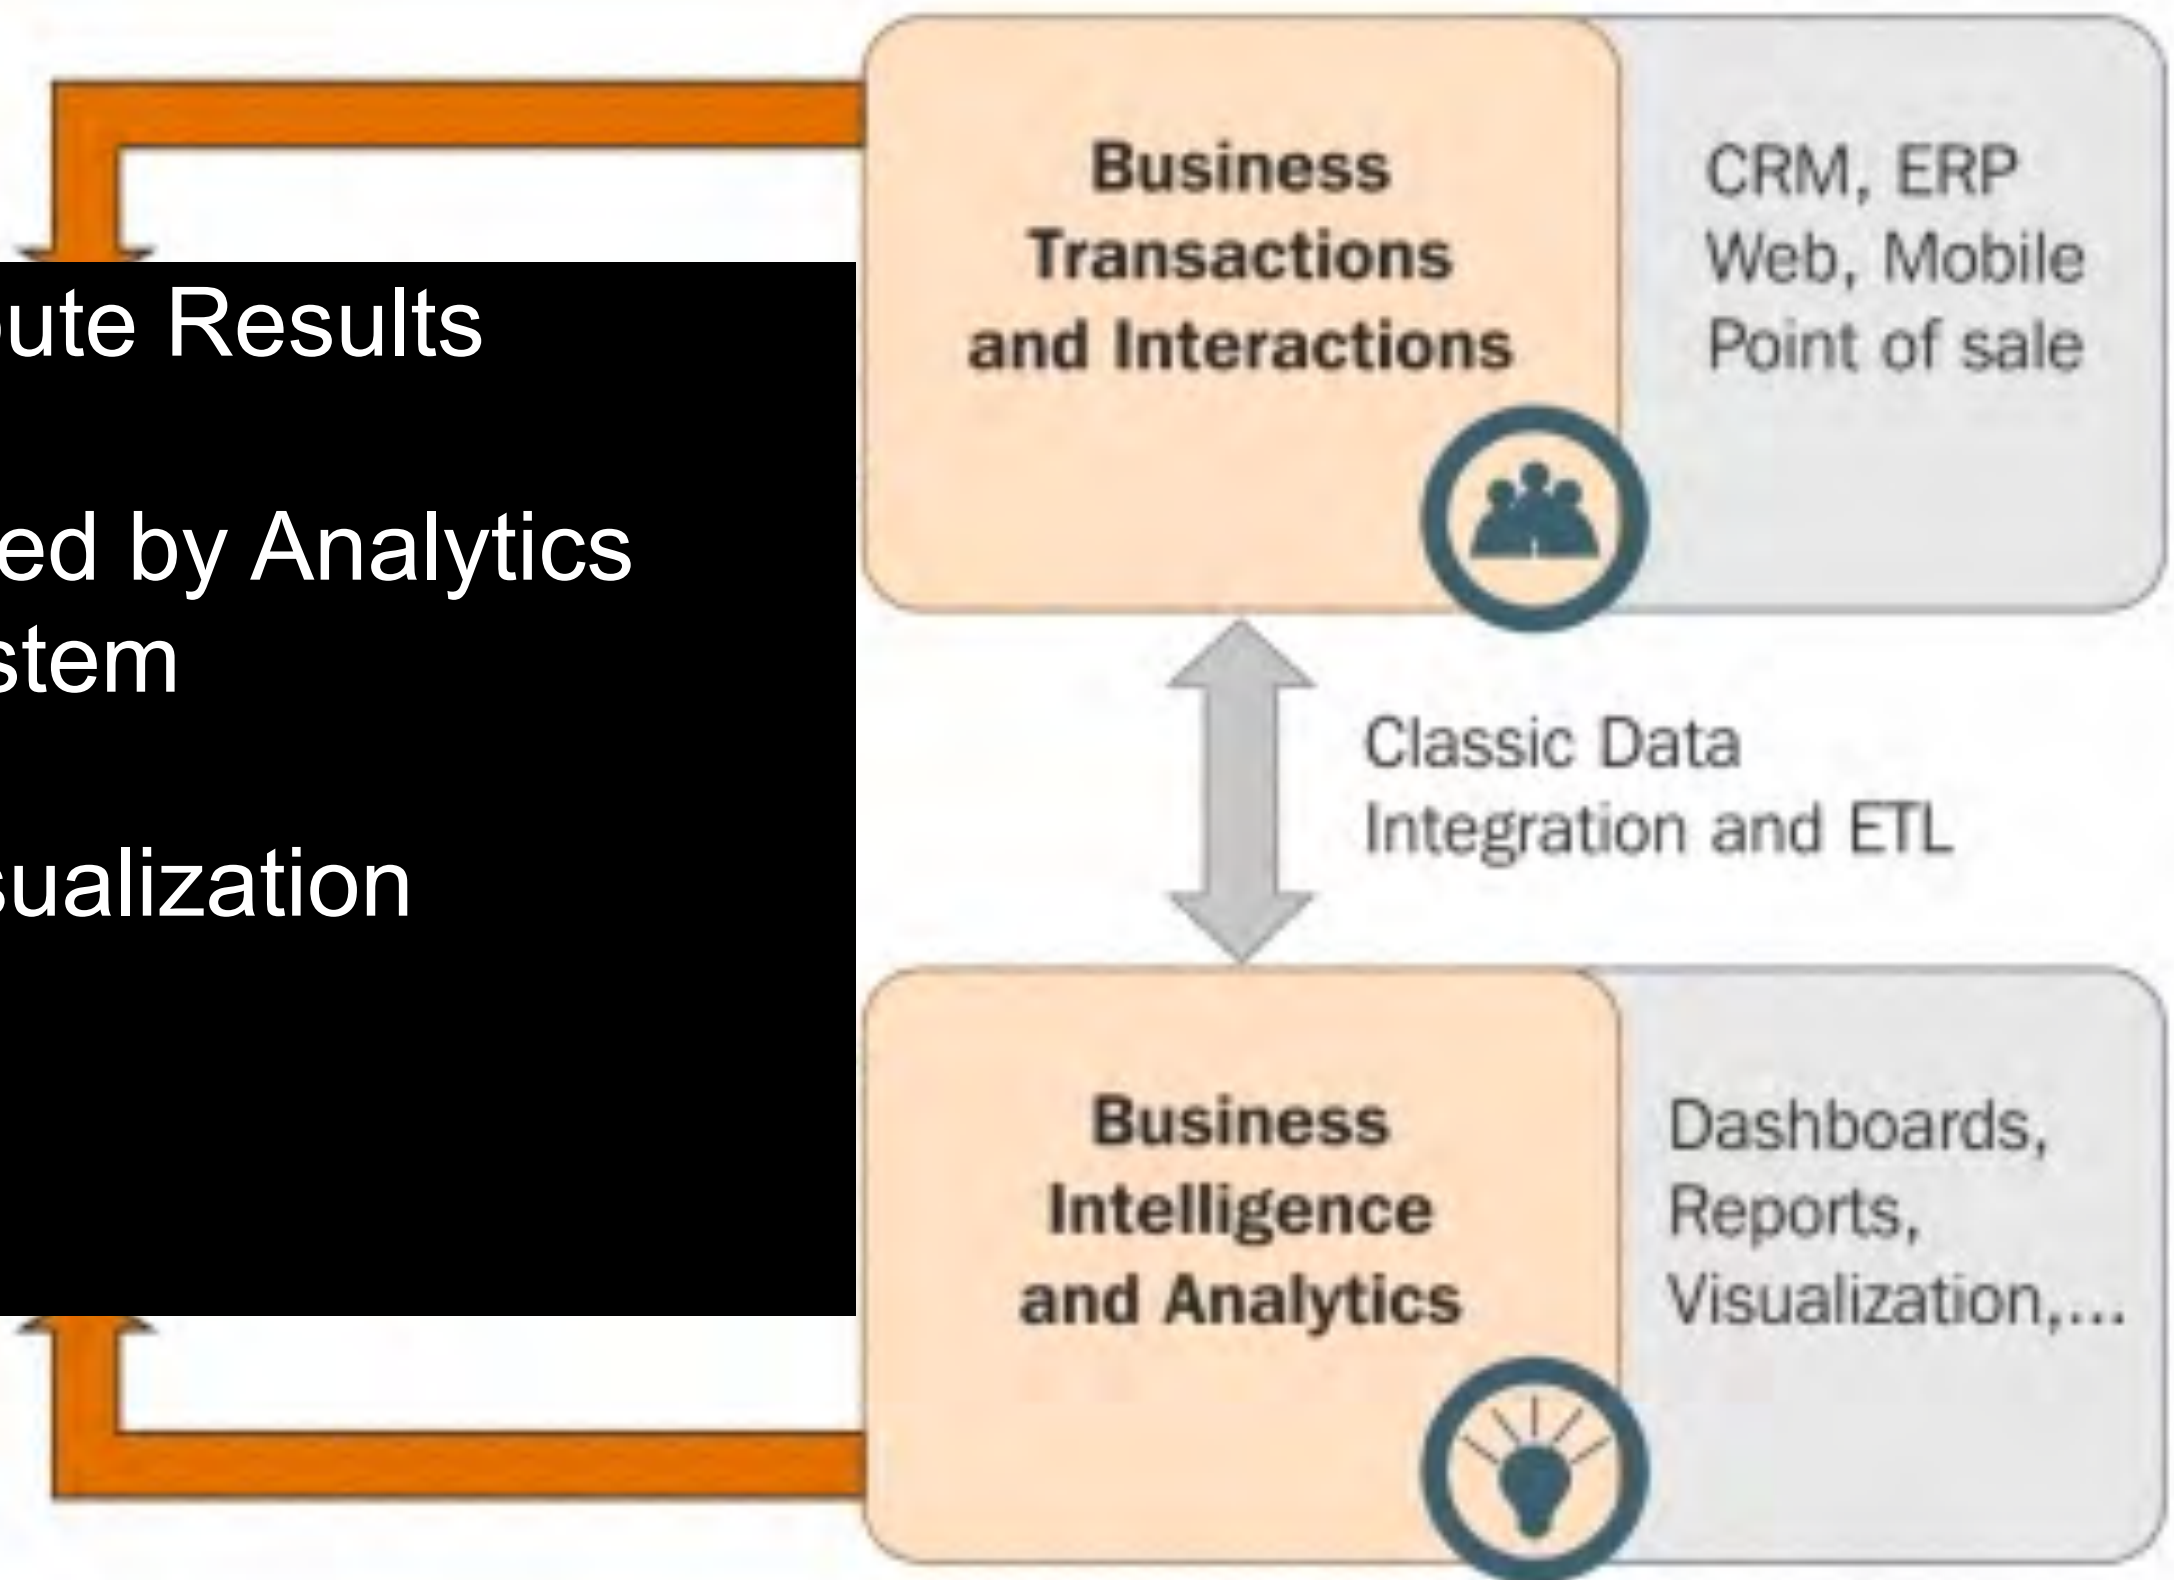 ute Results
ed by Analytics
stem
sualization
Business
Transactions
and Interactions
CRM, ERP
Web, Mobile
Point of sale
Classic Data
Integration and ETL
Business
Intelligence
and Analytics
Dashboards,
Reports,
Visualization,...